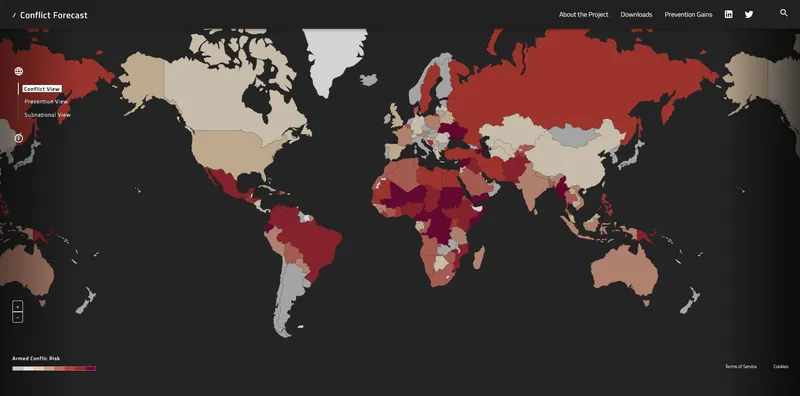 Conflict Forecast
About the Project
Downloads
Prevention Gains
Conflict View
Prevention View
Subnational View
+
-
Armed Conflic Risk
Terms of Service
Cookies